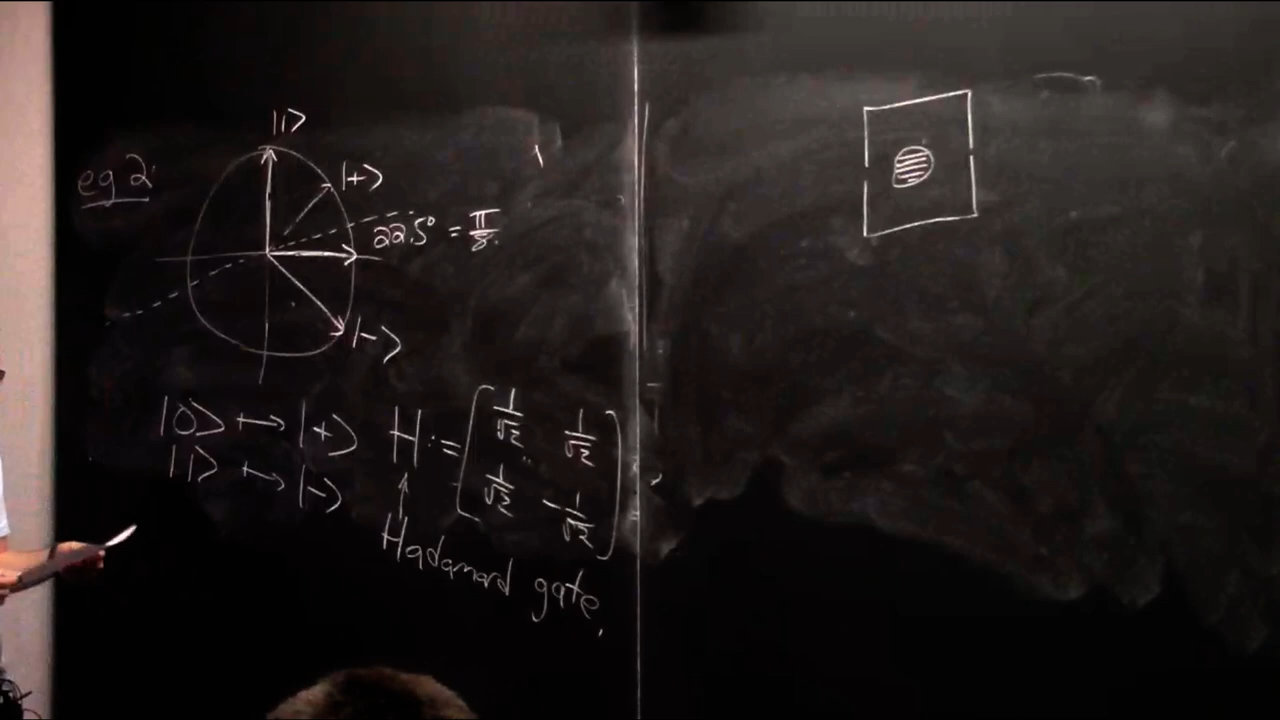 |1>
eg 2
|+>
22.5° = π/8
|->
|0> ↦ |+>
|1> ↦ |->
H := ( 1/√2 1/√2
1/√2 -1/√2 )
Hadamard gate.